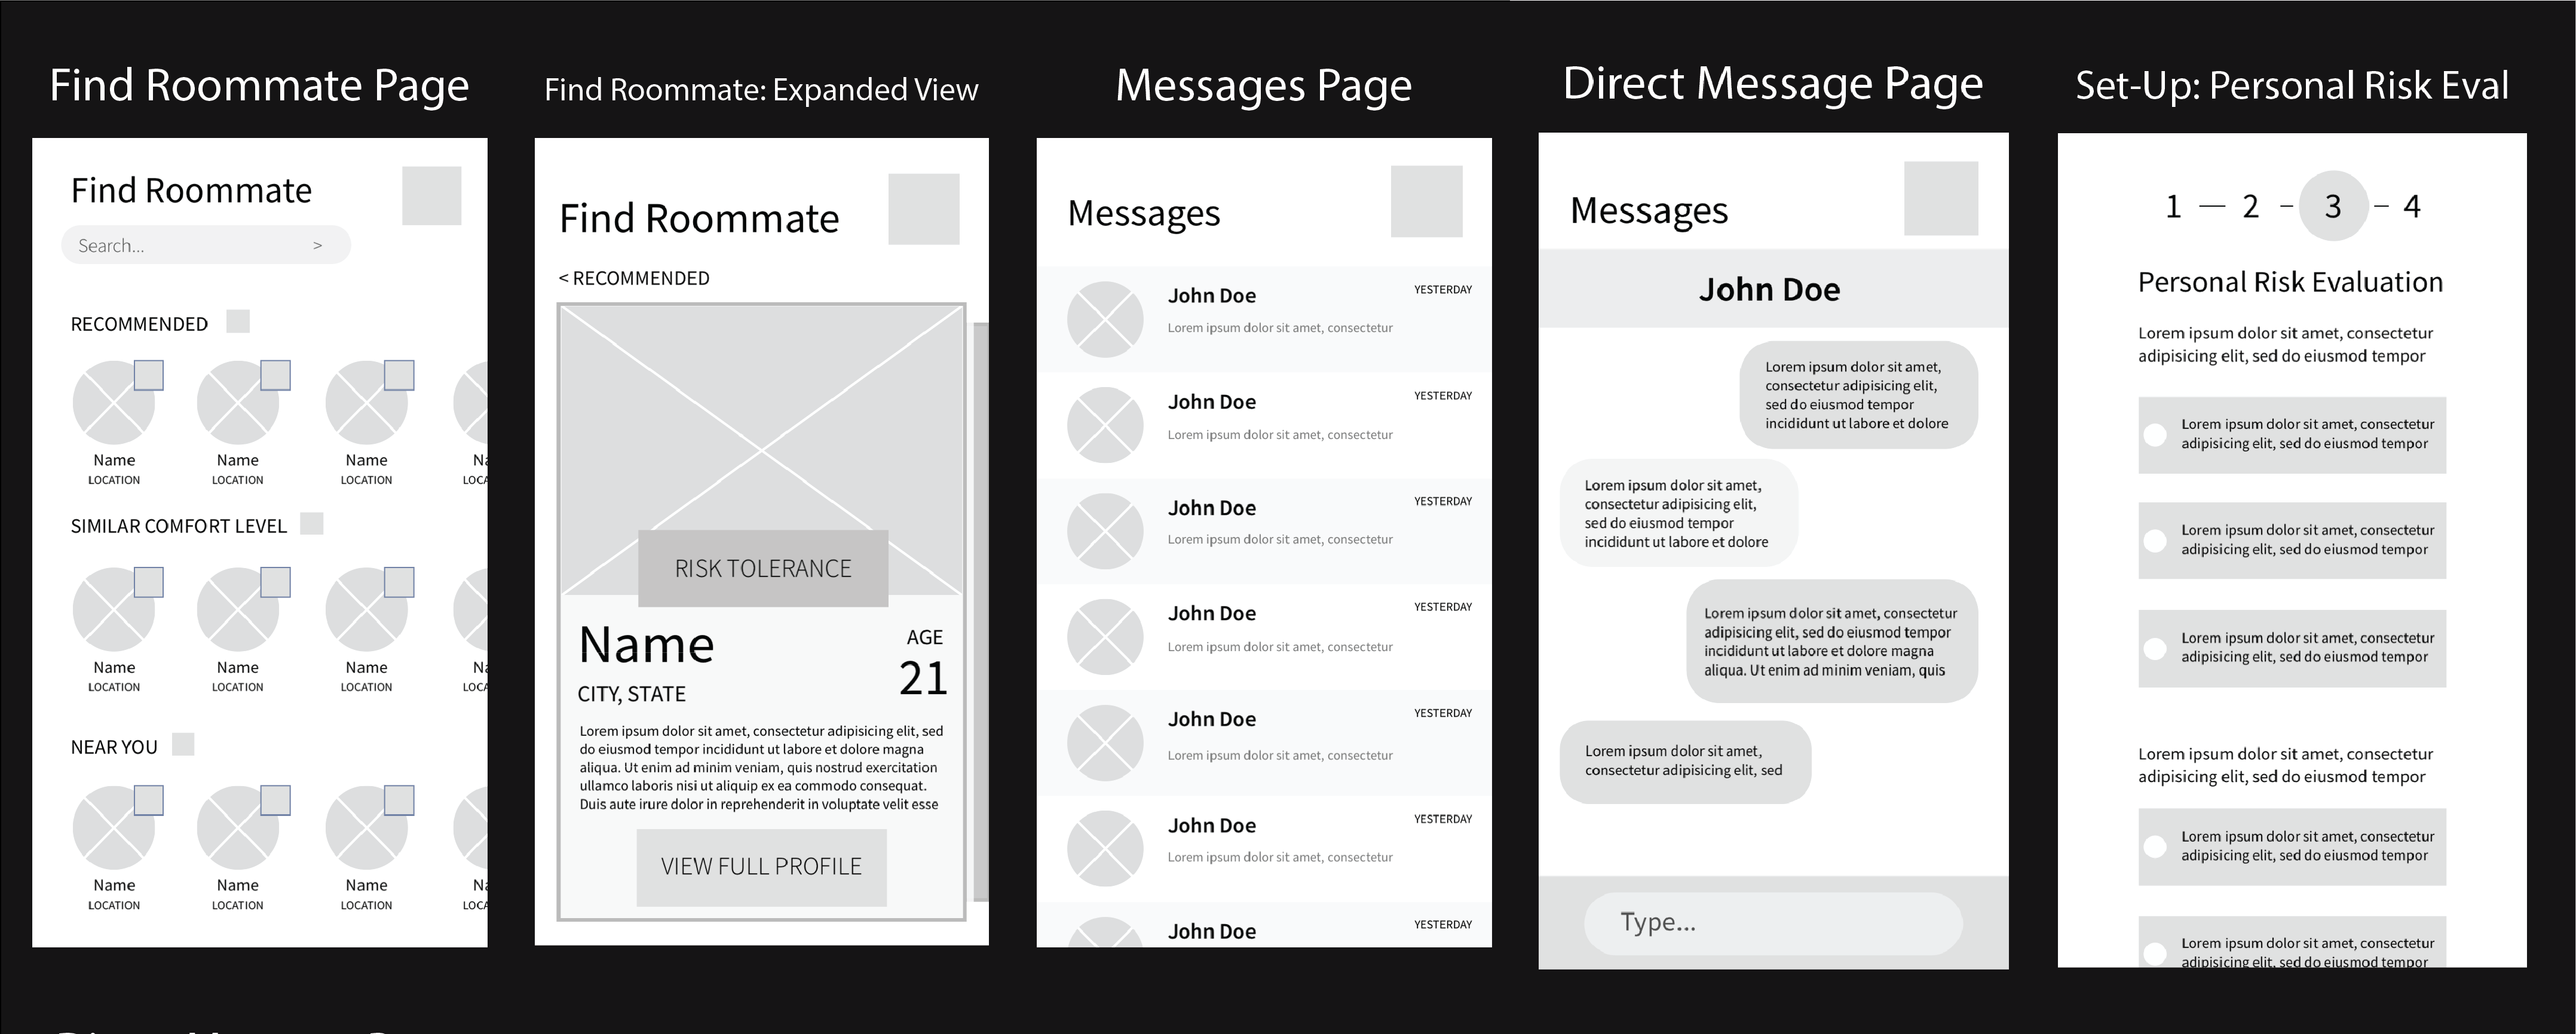 Find Roommate Page
Find Roommate
Search...
>
RECOMMENDED
Name
Name
Name
LOCATION
LOCATION
LOCATION
SIMILAR COMFORT LEVEL
Name
Name
Name
LOCATION
LOCATION
LOCATION
NEAR YOU
Name
Name
Name
LOCATION
LOCATION
LOCATION
Find Roommate: Expanded View
Find Roommate
< RECOMMENDED
RISK TOLERANCE
Name
AGE
21
CITY, STATE
Lorem ipsum dolor sit amet, consectetur adipisicing elit, sed
do eiusmod tempor incididunt ut labore et dolore magna
aliqua. Ut enim ad minim veniam, quis nostrud exercitation
ullamco laboris nisi ut aliquip ex ea commodo consequat.
Duis aute irure dolor in reprehenderit in voluptate velit esse
VIEW FULL PROFILE
Messages Page
Messages
John Doe
YESTERDAY
Lorem ipsum dolor sit amet, consectetur
John Doe
YESTERDAY
Lorem ipsum dolor sit amet, consectetur
John Doe
YESTERDAY
Lorem ipsum dolor sit amet, consectetur
John Doe
YESTERDAY
Lorem ipsum dolor sit amet, consectetur
John Doe
YESTERDAY
Lorem ipsum dolor sit amet, consectetur
John Doe
YESTERDAY
Lorem ipsum dolor sit amet, consectetur
John Doe
YESTERDAY
Direct Message Page
Messages
John Doe
Lorem ipsum dolor sit amet,
consectetur adipisicing elit,
sed do eiusmod tempor
incididunt ut labore et dolore
Lorem ipsum dolor sit amet,
consectetur adipisicing elit,
sed do eiusmod tempor
incididunt ut labore et dolore
Lorem ipsum dolor sit amet, consectetur
adipisicing elit, sed do eiusmod tempor
incididunt ut labore et dolore magna
aliqua. Ut enim ad minim veniam, quis
Lorem ipsum dolor sit amet,
consectetur adipisicing elit, sed
Type...
Set-Up: Personal Risk Eval
1 — 2 – 3 – 4
Personal Risk Evaluation
Lorem ipsum dolor sit amet, consectetur
adipisicing elit, sed do eiusmod tempor
Lorem ipsum dolor sit amet, consectetur
adipisicing elit, sed do eiusmod tempor
Lorem ipsum dolor sit amet, consectetur
adipisicing elit, sed do eiusmod tempor
Lorem ipsum dolor sit amet, consectetur
adipisicing elit, sed do eiusmod tempor
Lorem ipsum dolor sit amet, consectetur
adipisicing elit, sed do eiusmod tempor
Lorem ipsum dolor sit amet, consectetur
adipisicing elit, sed do eiusmod tempor
Lorem ipsum dolor sit amet, consectetur
adipisicing elit, sed do eiusmod tempor